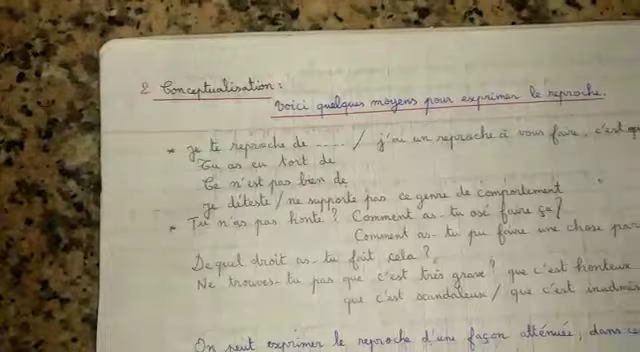 2 Conceptualisation:
Voici quelques moyens pour exprimer le reproche.
* Je te reproche de ..... / j'ai un reproche à vous faire, c'est que
Tu as eu tort de
Ce n'est pas bien de
Je déteste / ne supporte pas ce genre de comportement
* Tu n'as pas honte ? Comment as-tu osé faire ça ?
Comment as-tu pu faire une chose
De quel droit as-tu fait cela ?
Ne trouves-tu pas que c'est très grave ? que c'est honteux
que c'est scandaleux / que c'est
On peut exprimer le reproche d'une façon atténuée, dans